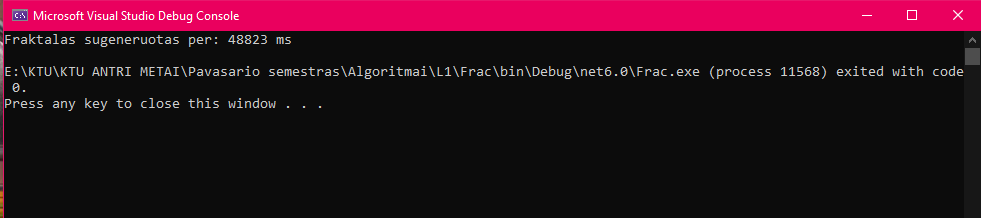 Microsoft Visual Studio Debug Console
Fraktalas sugeneruotas per: 48823 ms
E:\KTU\KTU ANTRI METAI\Pavasario semestras\Algoritmai\L1\Frac\bin\Debug\net6.0\Frac.exe (process 11568) exited with code
 0.
Press any key to close this window . . .